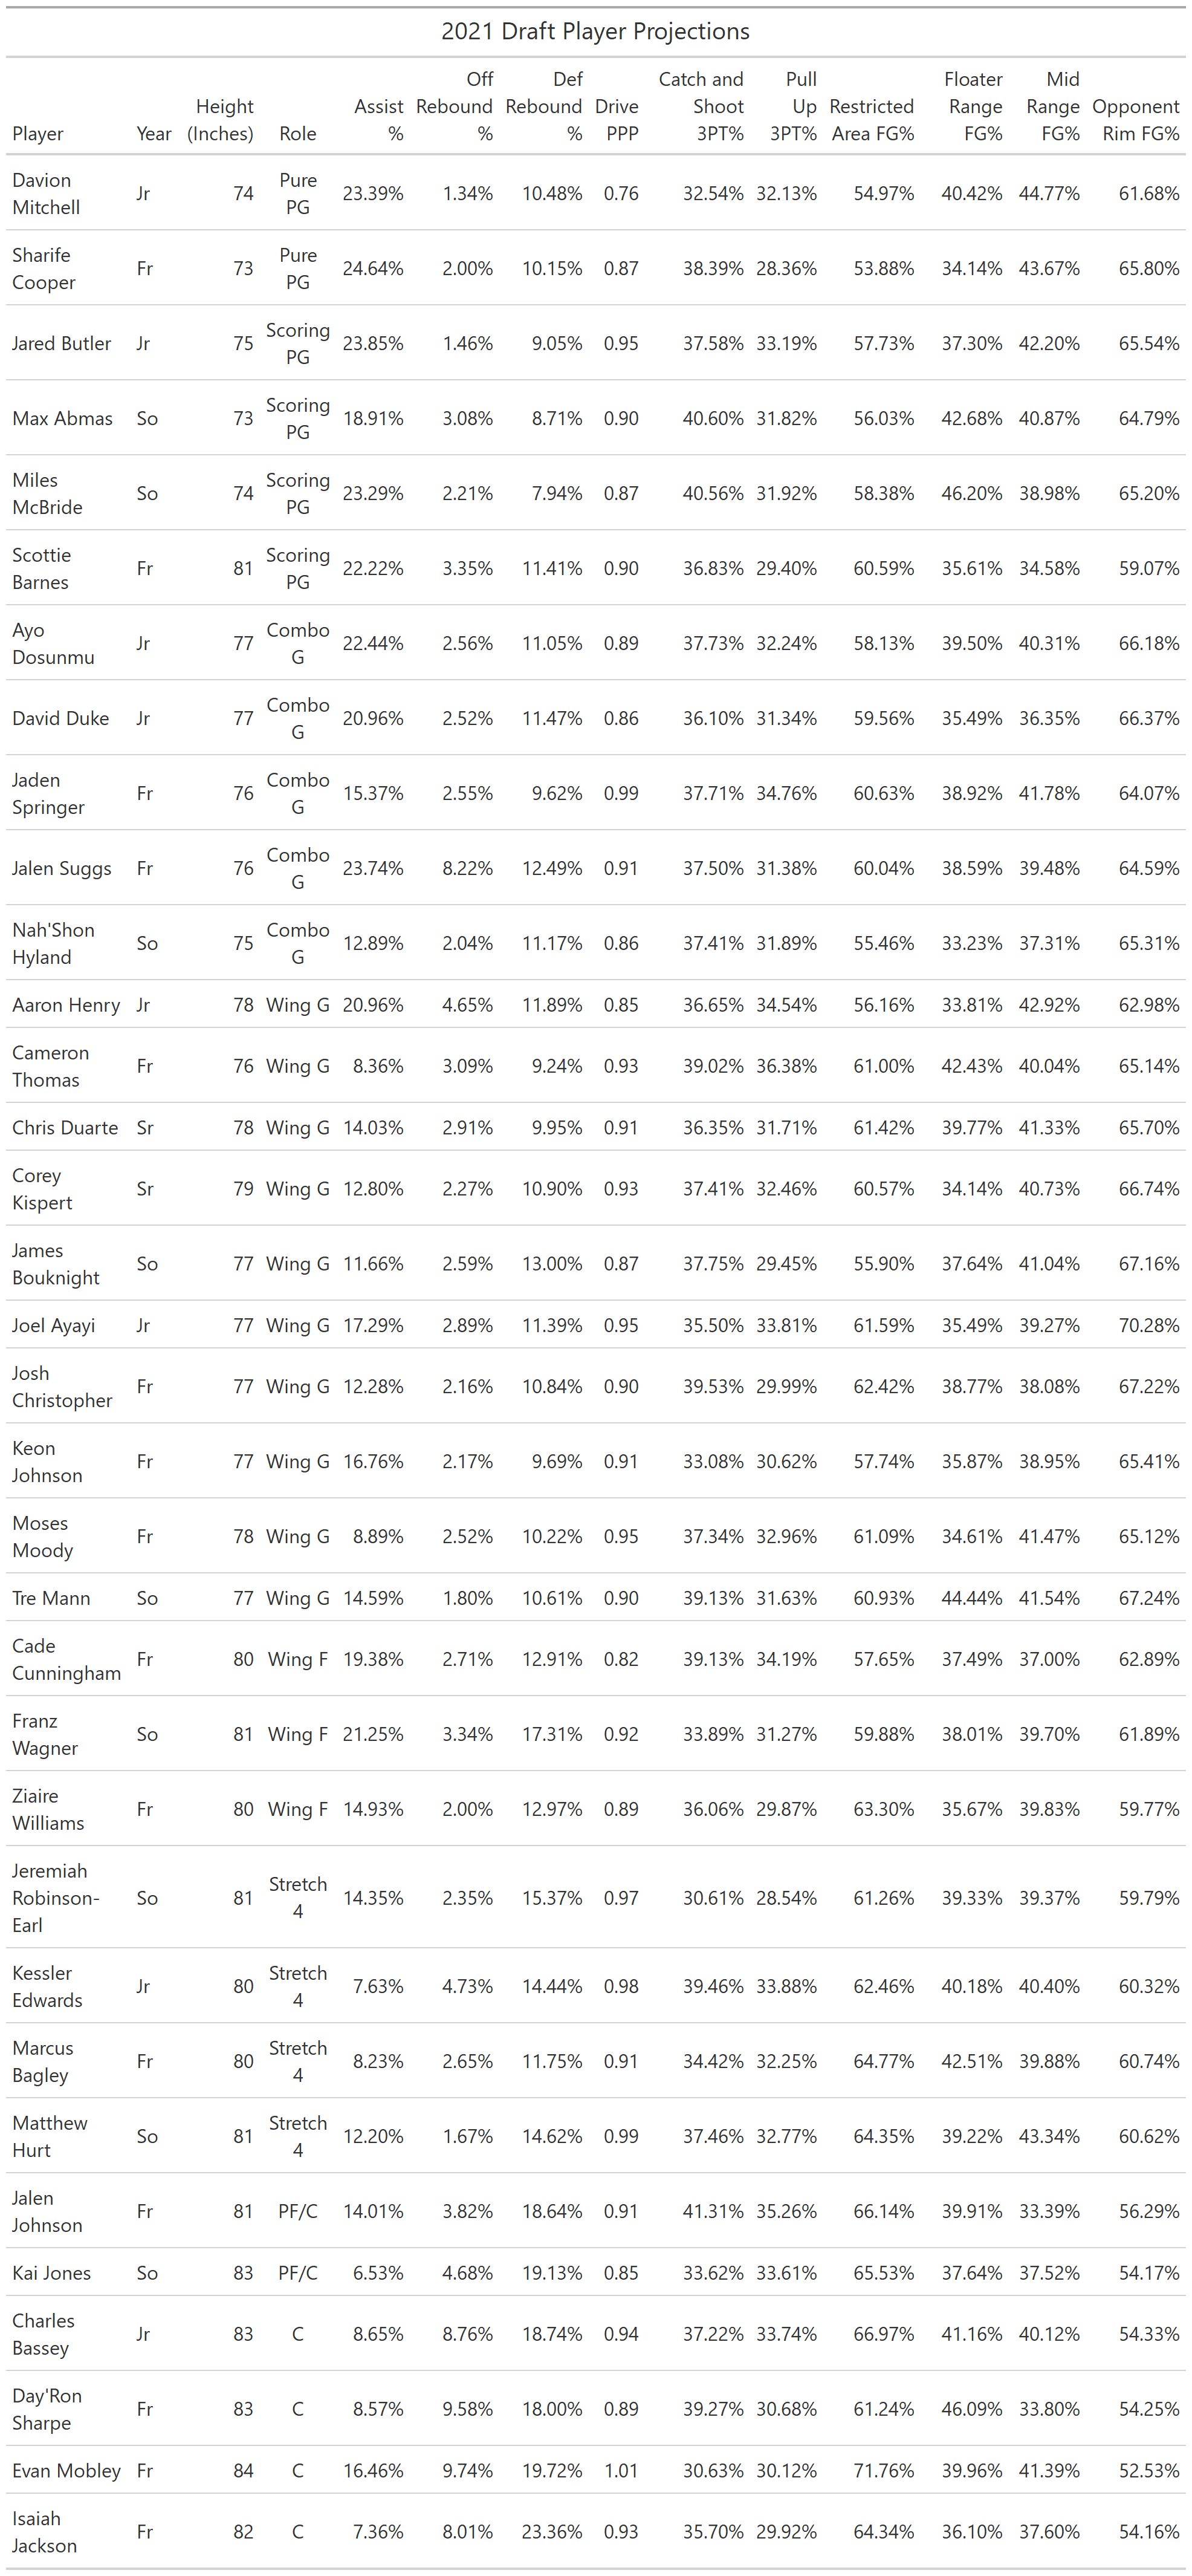 2021 Draft Player Projections
Player Year Height (Inches) Role Assist % Off Rebound % Def Rebound % Drive PPP Catch and Shoot 3PT% Pull Up 3PT% Restricted Area FG% Floater Range FG% Mid Range FG% Opponent Rim FG%
Davion Mitchell Jr 74 Pure PG 23.39% 1.34% 10.48% 0.76 32.54% 32.13% 54.97% 40.42% 44.77% 61.68%
Sharife Cooper Fr 73 Pure PG 24.64% 2.00% 10.15% 0.87 38.39% 28.36% 53.88% 34.14% 43.67% 65.80%
Jared Butler Jr 75 Scoring PG 23.85% 1.46% 9.05% 0.95 37.58% 33.19% 57.73% 37.30% 42.20% 65.54%
Max Abmas So 73 Scoring PG 18.91% 3.08% 8.71% 0.90 40.60% 31.82% 56.03% 42.68% 40.87% 64.79%
Miles McBride So 74 Scoring PG 23.29% 2.21% 7.94% 0.87 40.56% 31.92% 58.38% 46.20% 38.98% 65.20%
Scottie Barnes Fr 81 Scoring PG 22.22% 3.35% 11.41% 0.90 36.83% 29.40% 60.59% 35.61% 34.58% 59.07%
Ayo Dosunmu Jr 77 Combo G 22.44% 2.56% 11.05% 0.89 37.73% 32.24% 58.13% 39.50% 40.31% 66.18%
David Duke Jr 77 Combo G 20.96% 2.52% 11.47% 0.86 36.10% 31.34% 59.56% 35.49% 36.35% 66.37%
Jaden Springer Fr 76 Combo G 15.37% 2.55% 9.62% 0.99 37.71% 34.76% 60.63% 38.92% 41.78% 64.07%
Jalen Suggs Fr 76 Combo G 23.74% 8.22% 12.49% 0.91 37.50% 31.38% 60.04% 38.59% 39.48% 64.59%
Nah'Shon Hyland So 75 Combo G 12.89% 2.04% 11.17% 0.86 37.41% 31.89% 55.46% 33.23% 37.31% 65.31%
Aaron Henry Jr 78 Wing G 20.96% 4.65% 11.89% 0.85 36.65% 34.54% 56.16% 33.81% 42.92% 62.98%
Cameron Thomas Fr 76 Wing G 8.36% 3.09% 9.24% 0.93 39.02% 36.38% 61.00% 42.43% 40.04% 65.14%
Chris Duarte Sr 78 Wing G 14.03% 2.91% 9.95% 0.91 36.35% 31.71% 61.42% 39.77% 41.33% 65.70%
Corey Kispert Sr 79 Wing G 12.80% 2.27% 10.90% 0.93 37.41% 32.46% 60.57% 34.14% 40.73% 66.74%
James Bouknight So 77 Wing G 11.66% 2.59% 13.00% 0.87 37.75% 29.45% 55.90% 37.64% 41.04% 67.16%
Joel Ayayi Jr 77 Wing G 17.29% 2.89% 11.39% 0.95 35.50% 33.81% 61.59% 35.49% 39.27% 70.28%
Josh Christopher Fr 77 Wing G 12.28% 2.16% 10.84% 0.90 39.53% 29.99% 62.42% 38.77% 38.08% 67.22%
Keon Johnson Fr 77 Wing G 16.76% 2.17% 9.69% 0.91 33.08% 30.62% 57.74% 35.87% 38.95% 65.41%
Moses Moody Fr 78 Wing G 8.89% 2.52% 10.22% 0.95 37.34% 32.96% 61.09% 34.61% 41.47% 65.12%
Tre Mann So 77 Wing G 14.59% 1.80% 10.61% 0.90 39.13% 31.63% 60.93% 44.44% 41.54% 67.24%
Cade Cunningham Fr 80 Wing F 19.38% 2.71% 12.91% 0.82 39.13% 34.19% 57.65% 37.49% 37.00% 62.89%
Franz Wagner So 81 Wing F 21.25% 3.34% 17.31% 0.92 33.89% 31.27% 59.88% 38.01% 39.70% 61.89%
Ziaire Williams Fr 80 Wing F 14.93% 2.00% 12.97% 0.89 36.06% 29.87% 63.30% 35.67% 39.83% 59.77%
Jeremiah Robinson-Earl So 81 Stretch 4 14.35% 2.35% 15.37% 0.97 30.61% 28.54% 61.26% 39.33% 39.37% 59.79%
Kessler Edwards Jr 80 Stretch 4 7.63% 4.73% 14.44% 0.98 39.46% 33.88% 62.46% 40.18% 40.40% 60.32%
Marcus Bagley Fr 80 Stretch 4 8.23% 2.65% 11.75% 0.91 34.42% 32.25% 64.77% 42.51% 39.88% 60.74%
Matthew Hurt So 81 Stretch 4 12.20% 1.67% 14.62% 0.99 37.46% 32.77% 64.35% 39.22% 43.34% 60.62%
Jalen Johnson Fr 81 PF/C 14.01% 3.82% 18.64% 0.91 41.31% 35.26% 66.14% 39.91% 33.39% 56.29%
Kai Jones So 83 PF/C 6.53% 4.68% 19.13% 0.85 33.62% 33.61% 65.53% 37.64% 37.52% 54.17%
Charles Bassey Jr 83 C 8.65% 8.76% 18.74% 0.94 37.22% 33.74% 66.97% 41.16% 40.12% 54.33%
Day'Ron Sharpe Fr 83 C 8.57% 9.58% 18.00% 0.89 39.27% 30.68% 61.24% 46.09% 33.80% 54.25%
Evan Mobley Fr 84 C 16.46% 9.74% 19.72% 1.01 30.63% 30.12% 71.76% 39.96% 41.39% 52.53%
Isaiah Jackson Fr 82 C 7.36% 8.01% 23.36% 0.93 35.70% 29.92% 64.34% 36.10% 37.60% 54.16%